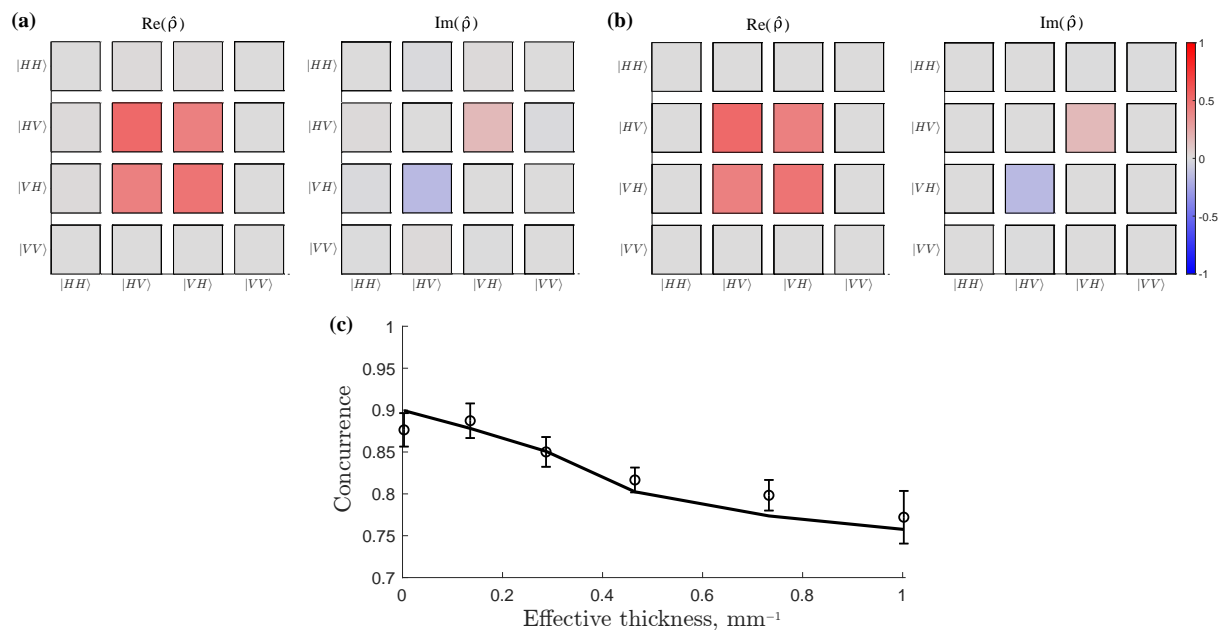 (a)
Re(ρ̂)
Im(ρ̂)
|HH⟩
|HV⟩
|VH⟩
|VV⟩
|HH⟩
|HV⟩
|VH⟩
|VV⟩
|HH⟩ |HV⟩ |VH⟩ |VV⟩
|HH⟩ |HV⟩ |VH⟩ |VV⟩
(b)
Re(ρ̂)
Im(ρ̂)
|HH⟩
|HV⟩
|VH⟩
|VV⟩
|HH⟩
|HV⟩
|VH⟩
|VV⟩
|HH⟩ |HV⟩ |VH⟩ |VV⟩
|HH⟩ |HV⟩ |VH⟩ |VV⟩
1
0.5
0
-0.5
-1
(c)
Concurrence
1
0.95
0.9
0.85
0.8
0.75
0.7
0 0.2 0.4 0.6 0.8 1
Effective thickness, mm⁻¹